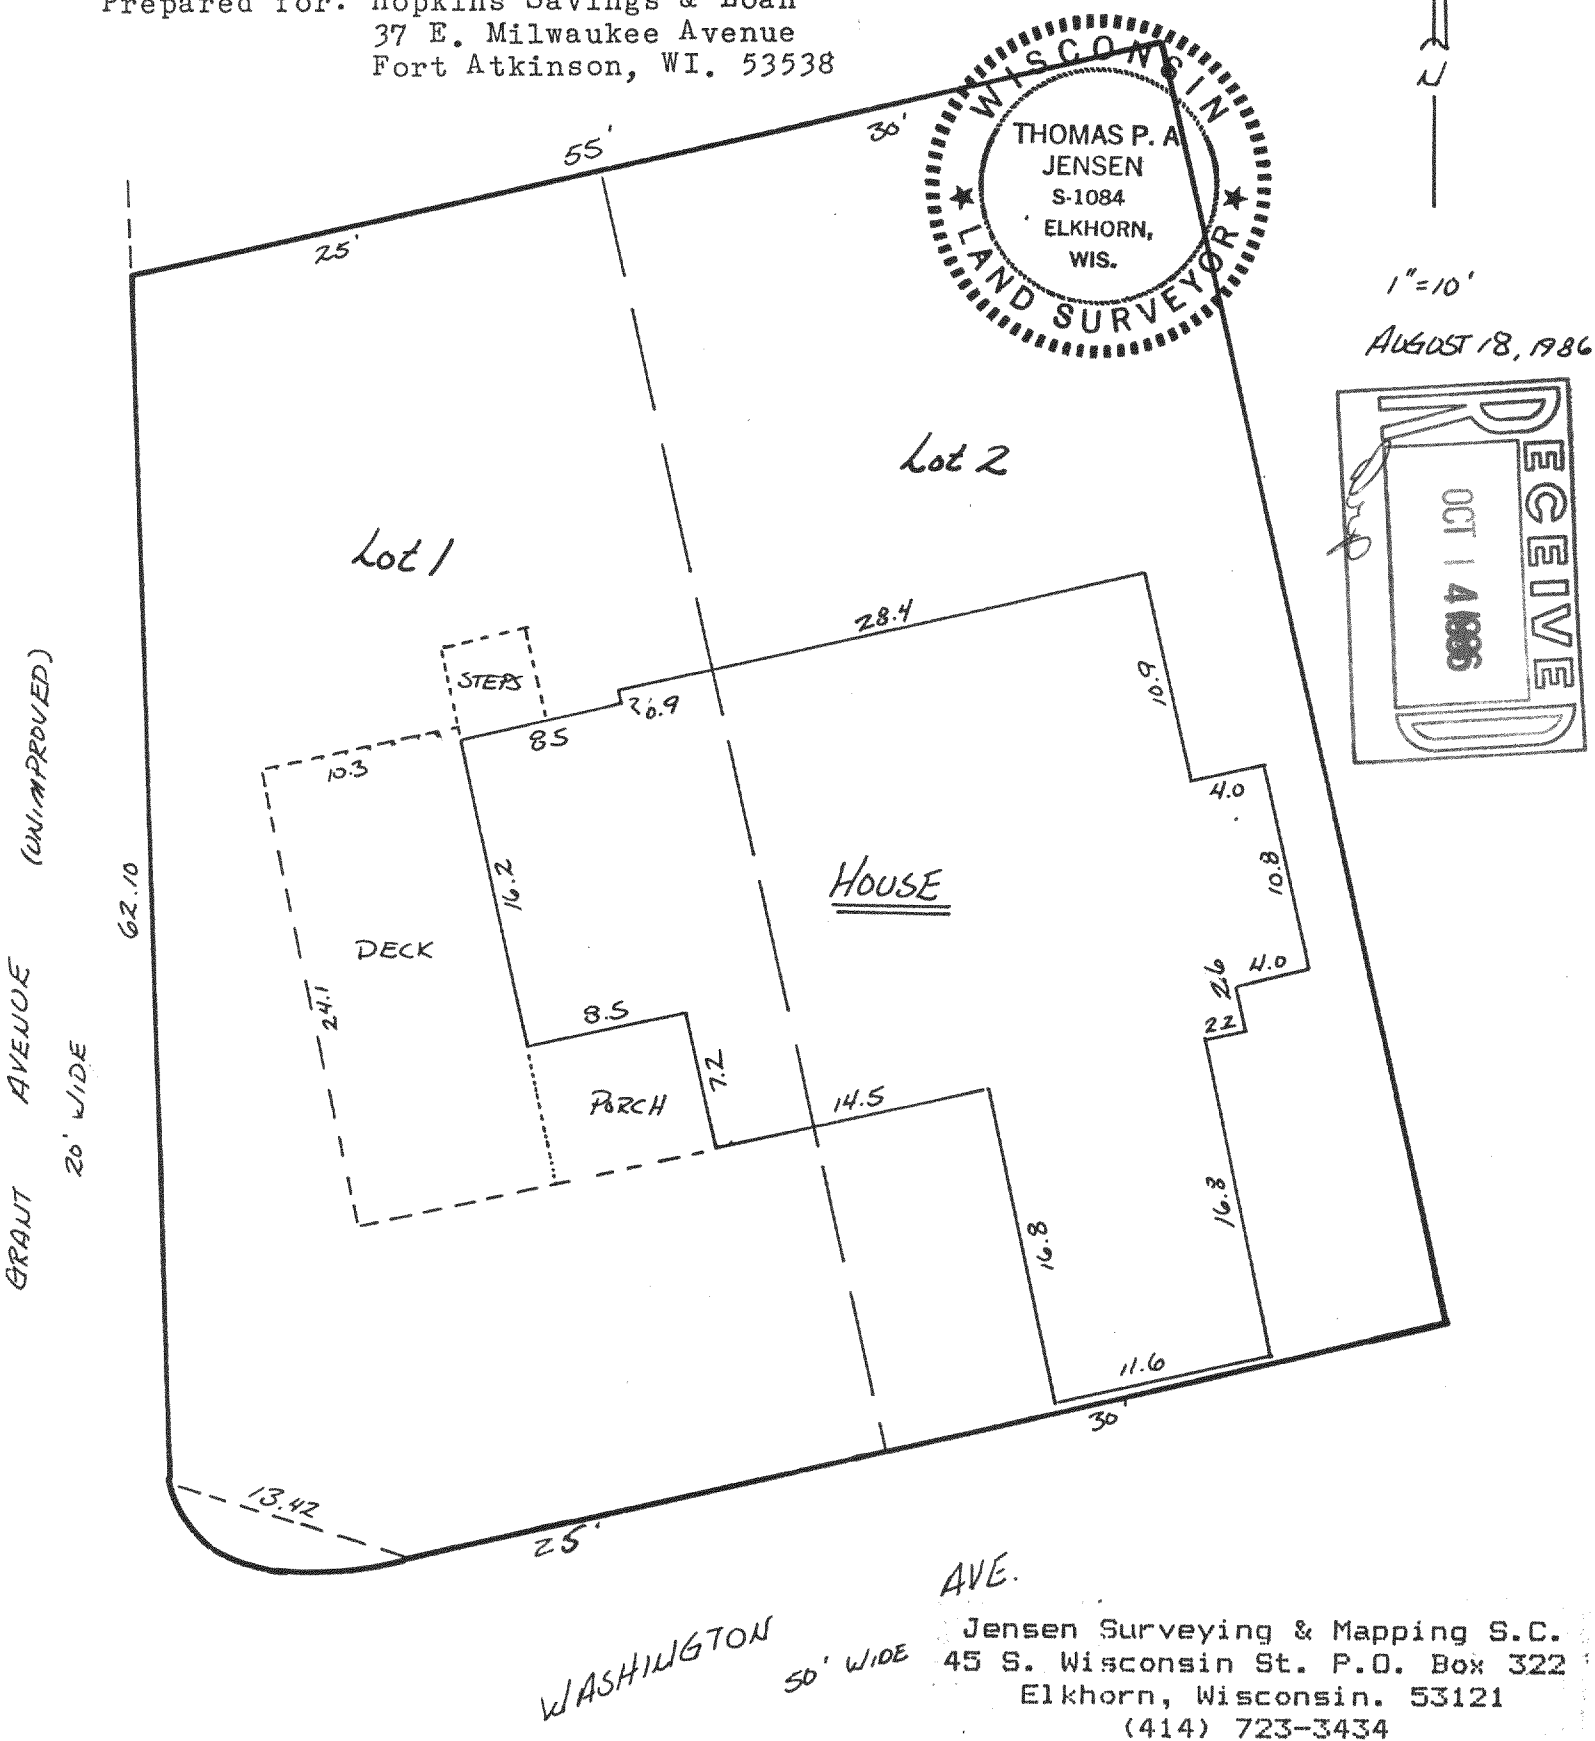 Prepared for: Hopkins Savings & Loan
37 E. Milwaukee Avenue
Fort Atkinson, WI. 53538
N
WISCONSIN
THOMAS P. A
JENSEN
S-1084
ELKHORN,
WIS.
★ LAND SURVEYOR ★
1"=10'
AUGUST 18, 1986
RECEIVED
OCT 14 1986
55'
30'
25'
Lot 2
Lot 1
28.4
STEPS
0.9
8.5
10.9
10.3
4.0
16.2
HOUSE
10.8
DECK
2.6
4.0
24.1
8.5
2.2
7.2
PORCH
14.5
16.8
16.8
11.6
30'
13.42
25'
62.10
GRANT AVENUE (UNIMPROVED)
20' WIDE
WASHINGTON AVE.
50' WIDE
Jensen Surveying & Mapping S.C.
45 S. Wisconsin St. P.O. Box 322
Elkhorn, Wisconsin. 53121
(414) 723-3434